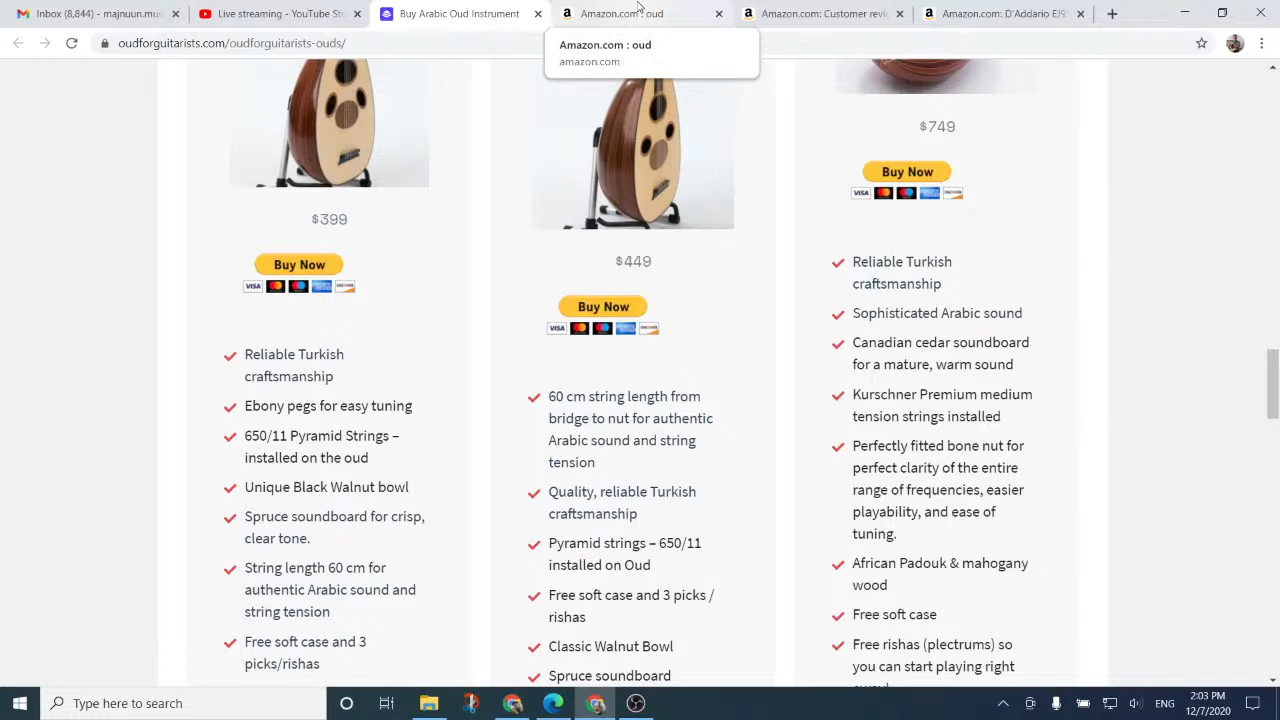 Inbox (8,844) - maqsumusic
Live streaming - YouTube St
Buy Arabic Oud Instrument
Amazon.com : oud
Amazon.com:Customer revie
Amazon.com: D'Addario EJ95
oudforguitarists.com/oudforguitarists-ouds/
Amazon.com : oud
amazon.com
$399
Buy Now
VISA
Reliable Turkish
craftsmanship
Ebony pegs for easy tuning
650/11 Pyramid Strings –
installed on the oud
Unique Black Walnut bowl
Spruce soundboard for crisp,
clear tone.
String length 60 cm for
authentic Arabic sound and
string tension
Free soft case and 3
picks/rishas
$449
Buy Now
VISA
60 cm string length from
bridge to nut for authentic
Arabic sound and string
tension
Quality, reliable Turkish
craftsmanship
Pyramid strings – 650/11
installed on Oud
Free soft case and 3 picks /
rishas
Classic Walnut Bowl
Spruce soundboard
$749
Buy Now
VISA
Reliable Turkish
craftsmanship
Sophisticated Arabic sound
Canadian cedar soundboard
for a mature, warm sound
Kurschner Premium medium
tension strings installed
Perfectly fitted bone nut for
perfect clarity of the entire
range of frequencies, easier
playability, and ease of
tuning.
African Padouk & mahogany
wood
Free soft case
Free rishas (plectrums) so
you can start playing right
away!
Type here to search
ENG
2:03 PM
12/7/2020